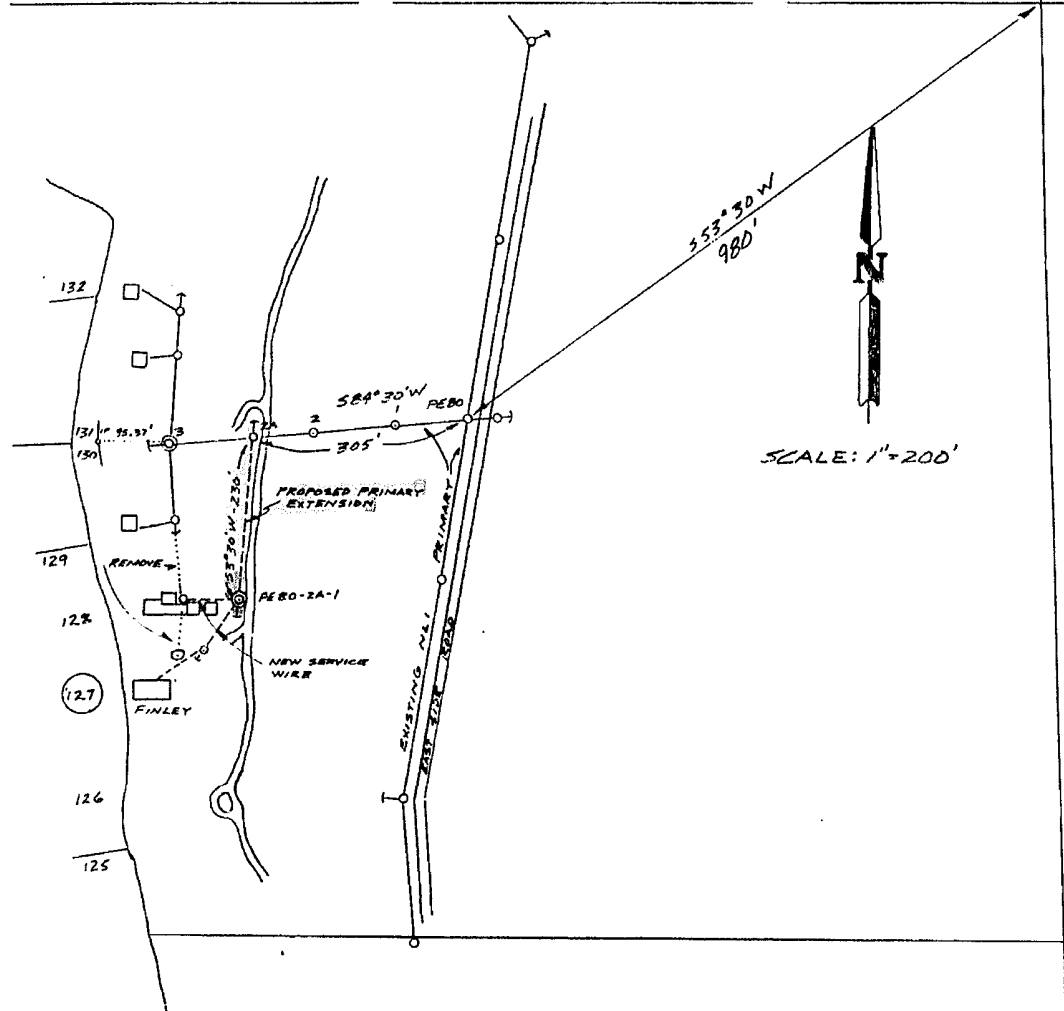 S53°30'W
980'
N
SCALE: 1"=200'
132
S84°30'W
PE80
1
2
2A
305'
131
130
95.37'
3
PROPOSED PRIMARY
EXTENSION
S53°30'W-230'
PRIMARY
129
REMOVE
PE80-2A-1
128
NEW SERVICE
WIRE
127
FINLEY
EXISTING NL1
EAST SIDE ROAD
126
125